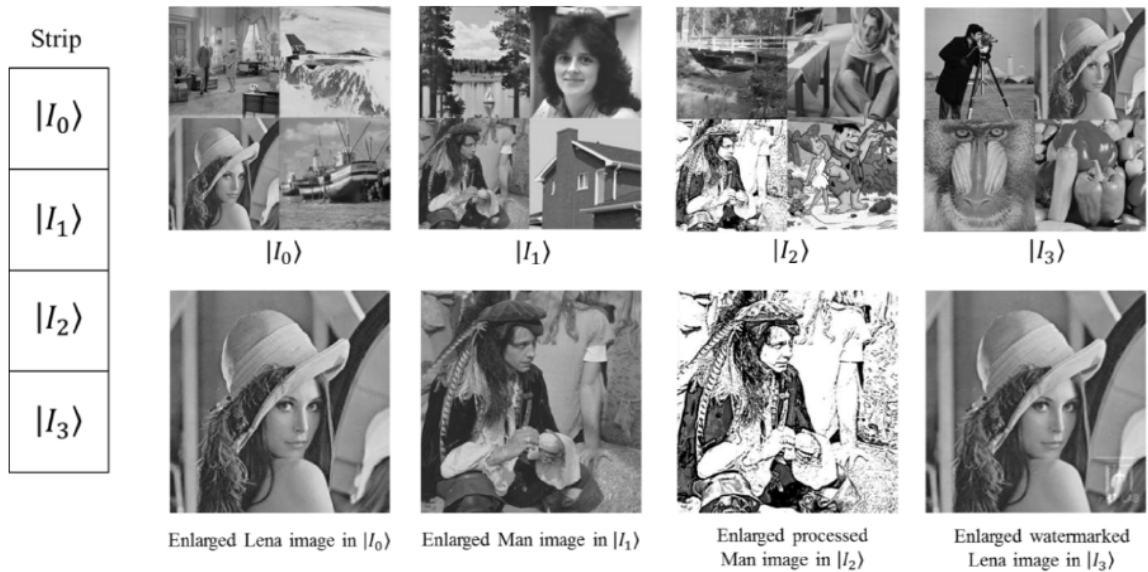 Strip
|I₀⟩
|I₁⟩
|I₂⟩
|I₃⟩
|I₀⟩
|I₁⟩
|I₂⟩
|I₃⟩
Enlarged Lena image in |I₀⟩
Enlarged Man image in |I₁⟩
Enlarged processed
Man image in |I₂⟩
Enlarged watermarked
Lena image in |I₃⟩